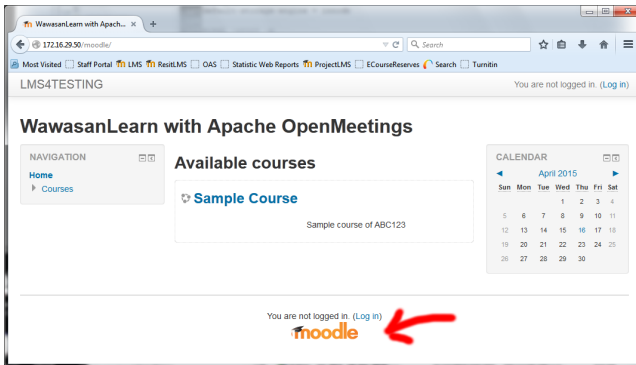 WawasanLearn with Apach... × +
172.16.29.50/moodle/ Search
Most Visited Staff Portal LMS ResitLMS OAS Statistic Web Reports ProjectLMS ECourseReserves Search Turnitin
LMS4TESTING You are not logged in. (Log in)
WawasanLearn with Apache OpenMeetings
NAVIGATION
Home
Courses
Available courses
Sample Course
Sample course of ABC123
CALENDAR
April 2015
Sun Mon Tue Wed Thu Fri Sat
1 2 3 4
5 6 7 8 9 10 11
12 13 14 15 16 17 18
19 20 21 22 23 24 25
26 27 28 29 30
You are not logged in. (Log in)
moodle